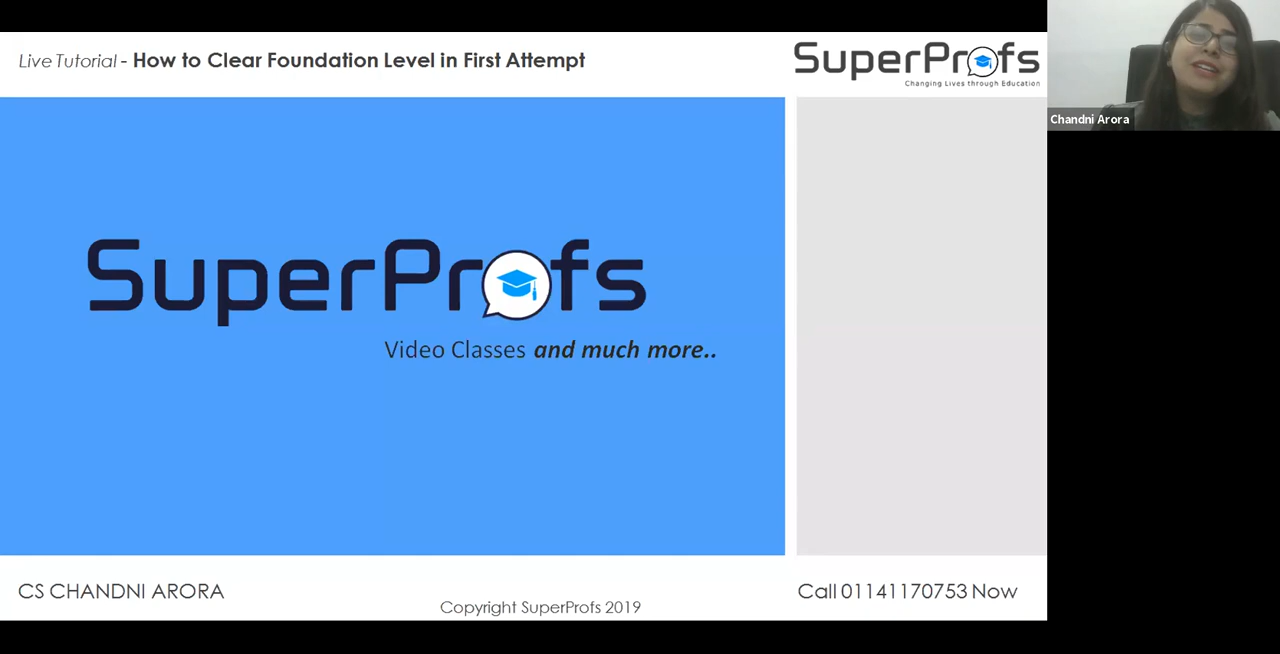 Live Tutorial - How to Clear Foundation Level in First Attempt
SuperProfs
Changing Lives through Education
Chandni Arora
SuperProfs
Video Classes and much more..
CS CHANDNI ARORA
Copyright SuperProfs 2019
Call 01141170753 Now